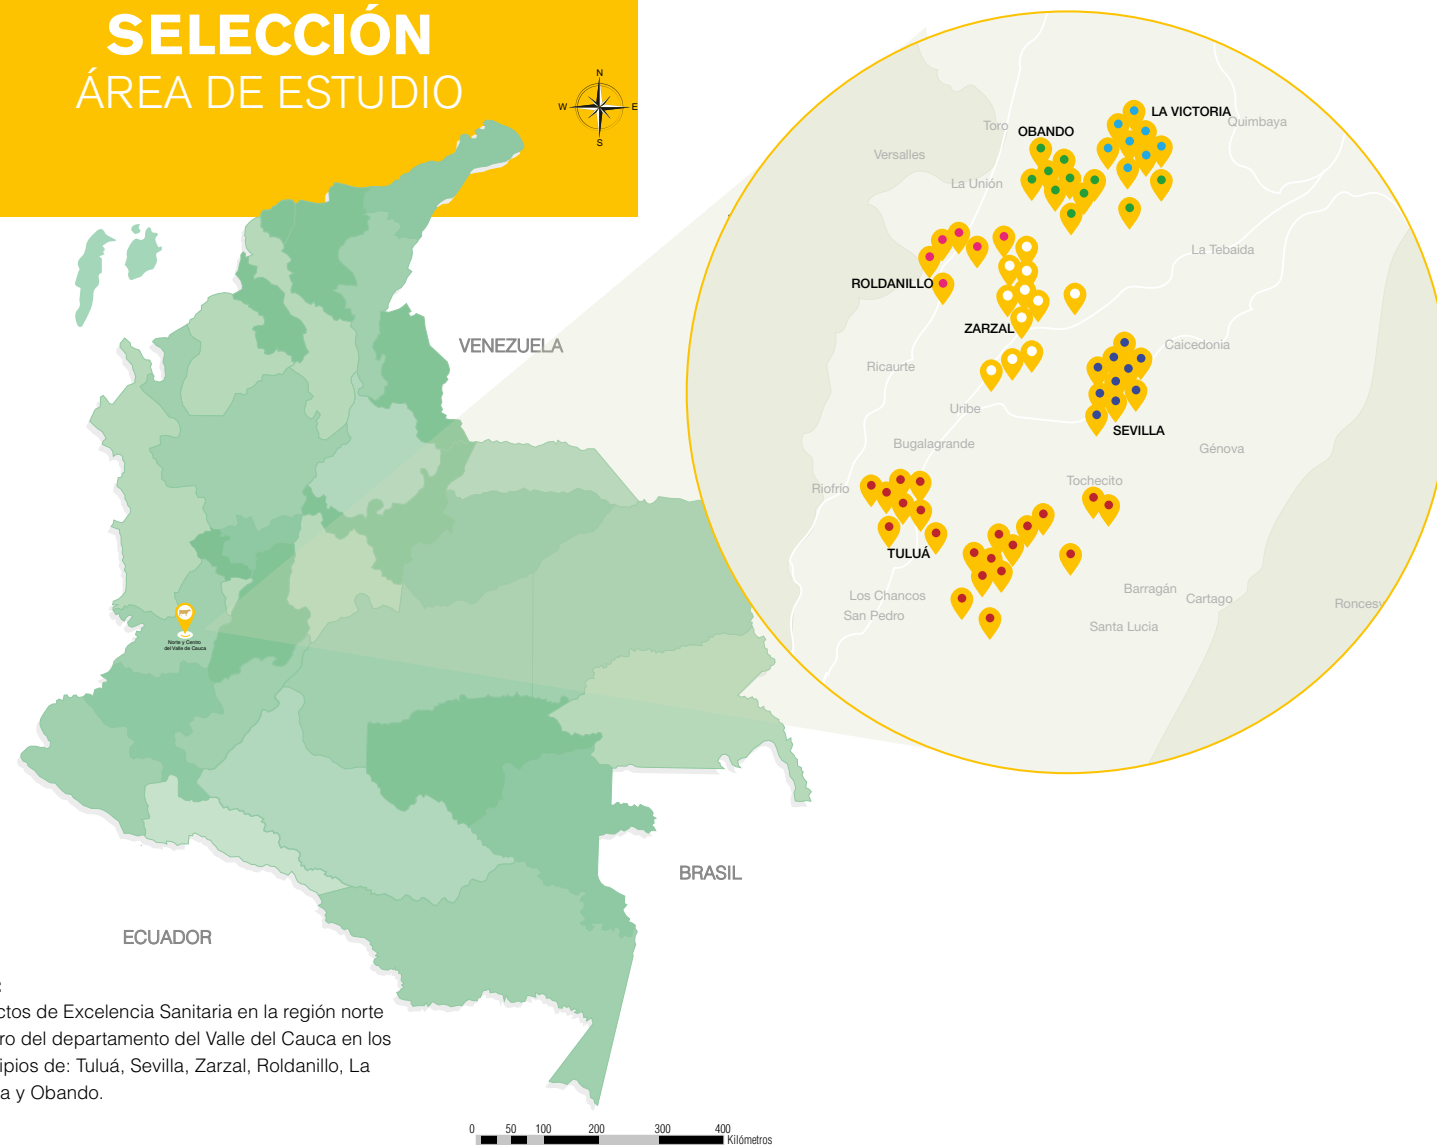 SELECCIÓN
ÁREA DE ESTUDIO
N
W
E
S
VENEZUELA
BRASIL
ECUADOR
Norte y Centro
del Valle de Cauca
Toro
OBANDO
LA VICTORIA
Quimbaya
Versalles
La Unión
La Tebaida
ROLDANILLO
ZARZAL
Caicedonia
Ricaurte
Uribe
SEVILLA
Bugalagrande
Génova
Riofrío
Tochecito
TULUÁ
Los Chancos
San Pedro
Barragán
Cartago
Santa Lucia
Roncesv
:
ctos de Excelencia Sanitaria en la región norte
ro del departamento del Valle del Cauca en los
ipios de: Tuluá, Sevilla, Zarzal, Roldanillo, La
a y Obando.
0 50 100 200 300 400
Kilómetros